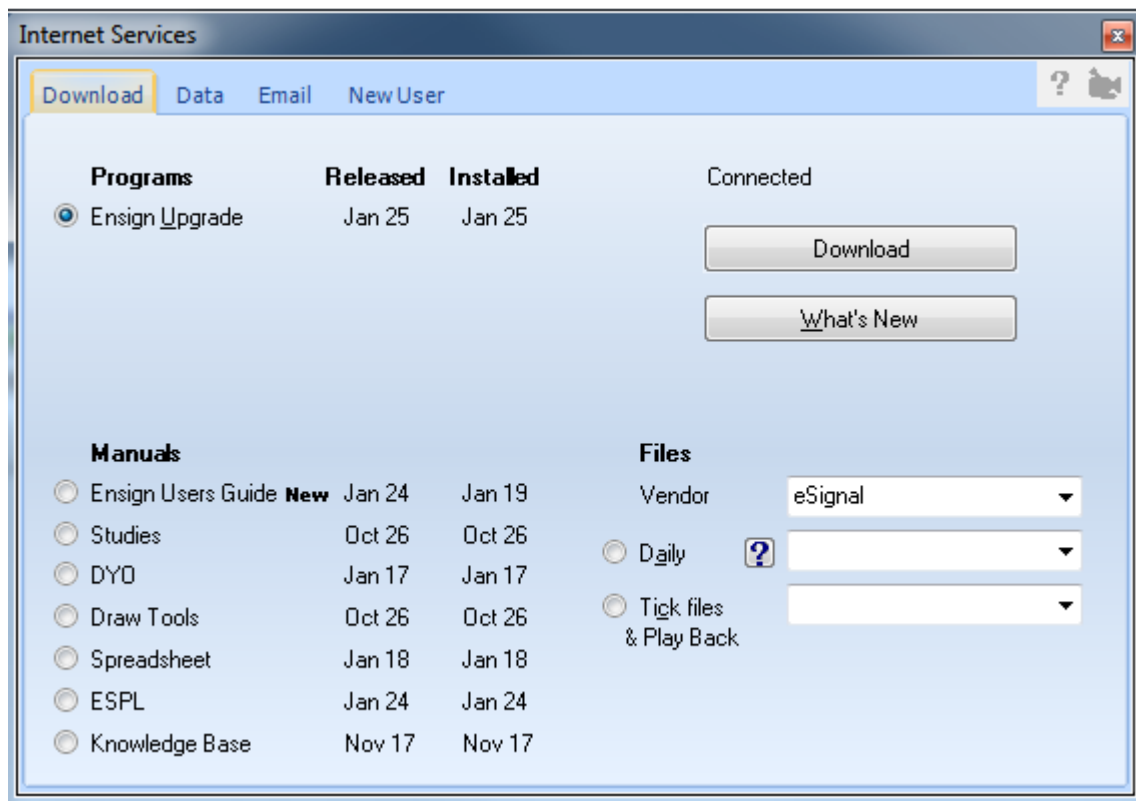 Internet Services
Download Data Email New User ?
Programs Released Installed Connected
Ensign Upgrade Jan 25 Jan 25
Download
What's New
Manuals Files
Ensign Users Guide New Jan 24 Jan 19 Vendor eSignal
Studies Oct 26 Oct 26
Daily ?
DYO Jan 17 Jan 17
Draw Tools Oct 26 Oct 26 Tick files
& Play Back
Spreadsheet Jan 18 Jan 18
ESPL Jan 24 Jan 24
Knowledge Base Nov 17 Nov 17